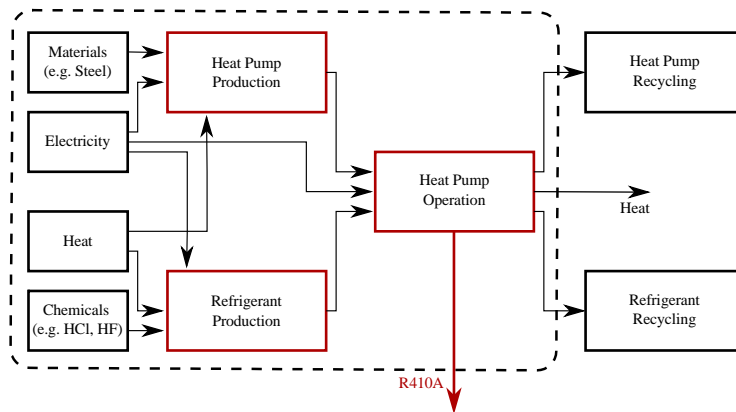 Materials
(e.g. Steel)
Heat Pump
Production
Heat Pump
Recycling
Electricity
Heat Pump
Operation
Heat
Heat
Chemicals
(e.g. HCl, HF)
Refrigerant
Production
Refrigerant
Recycling
R410A